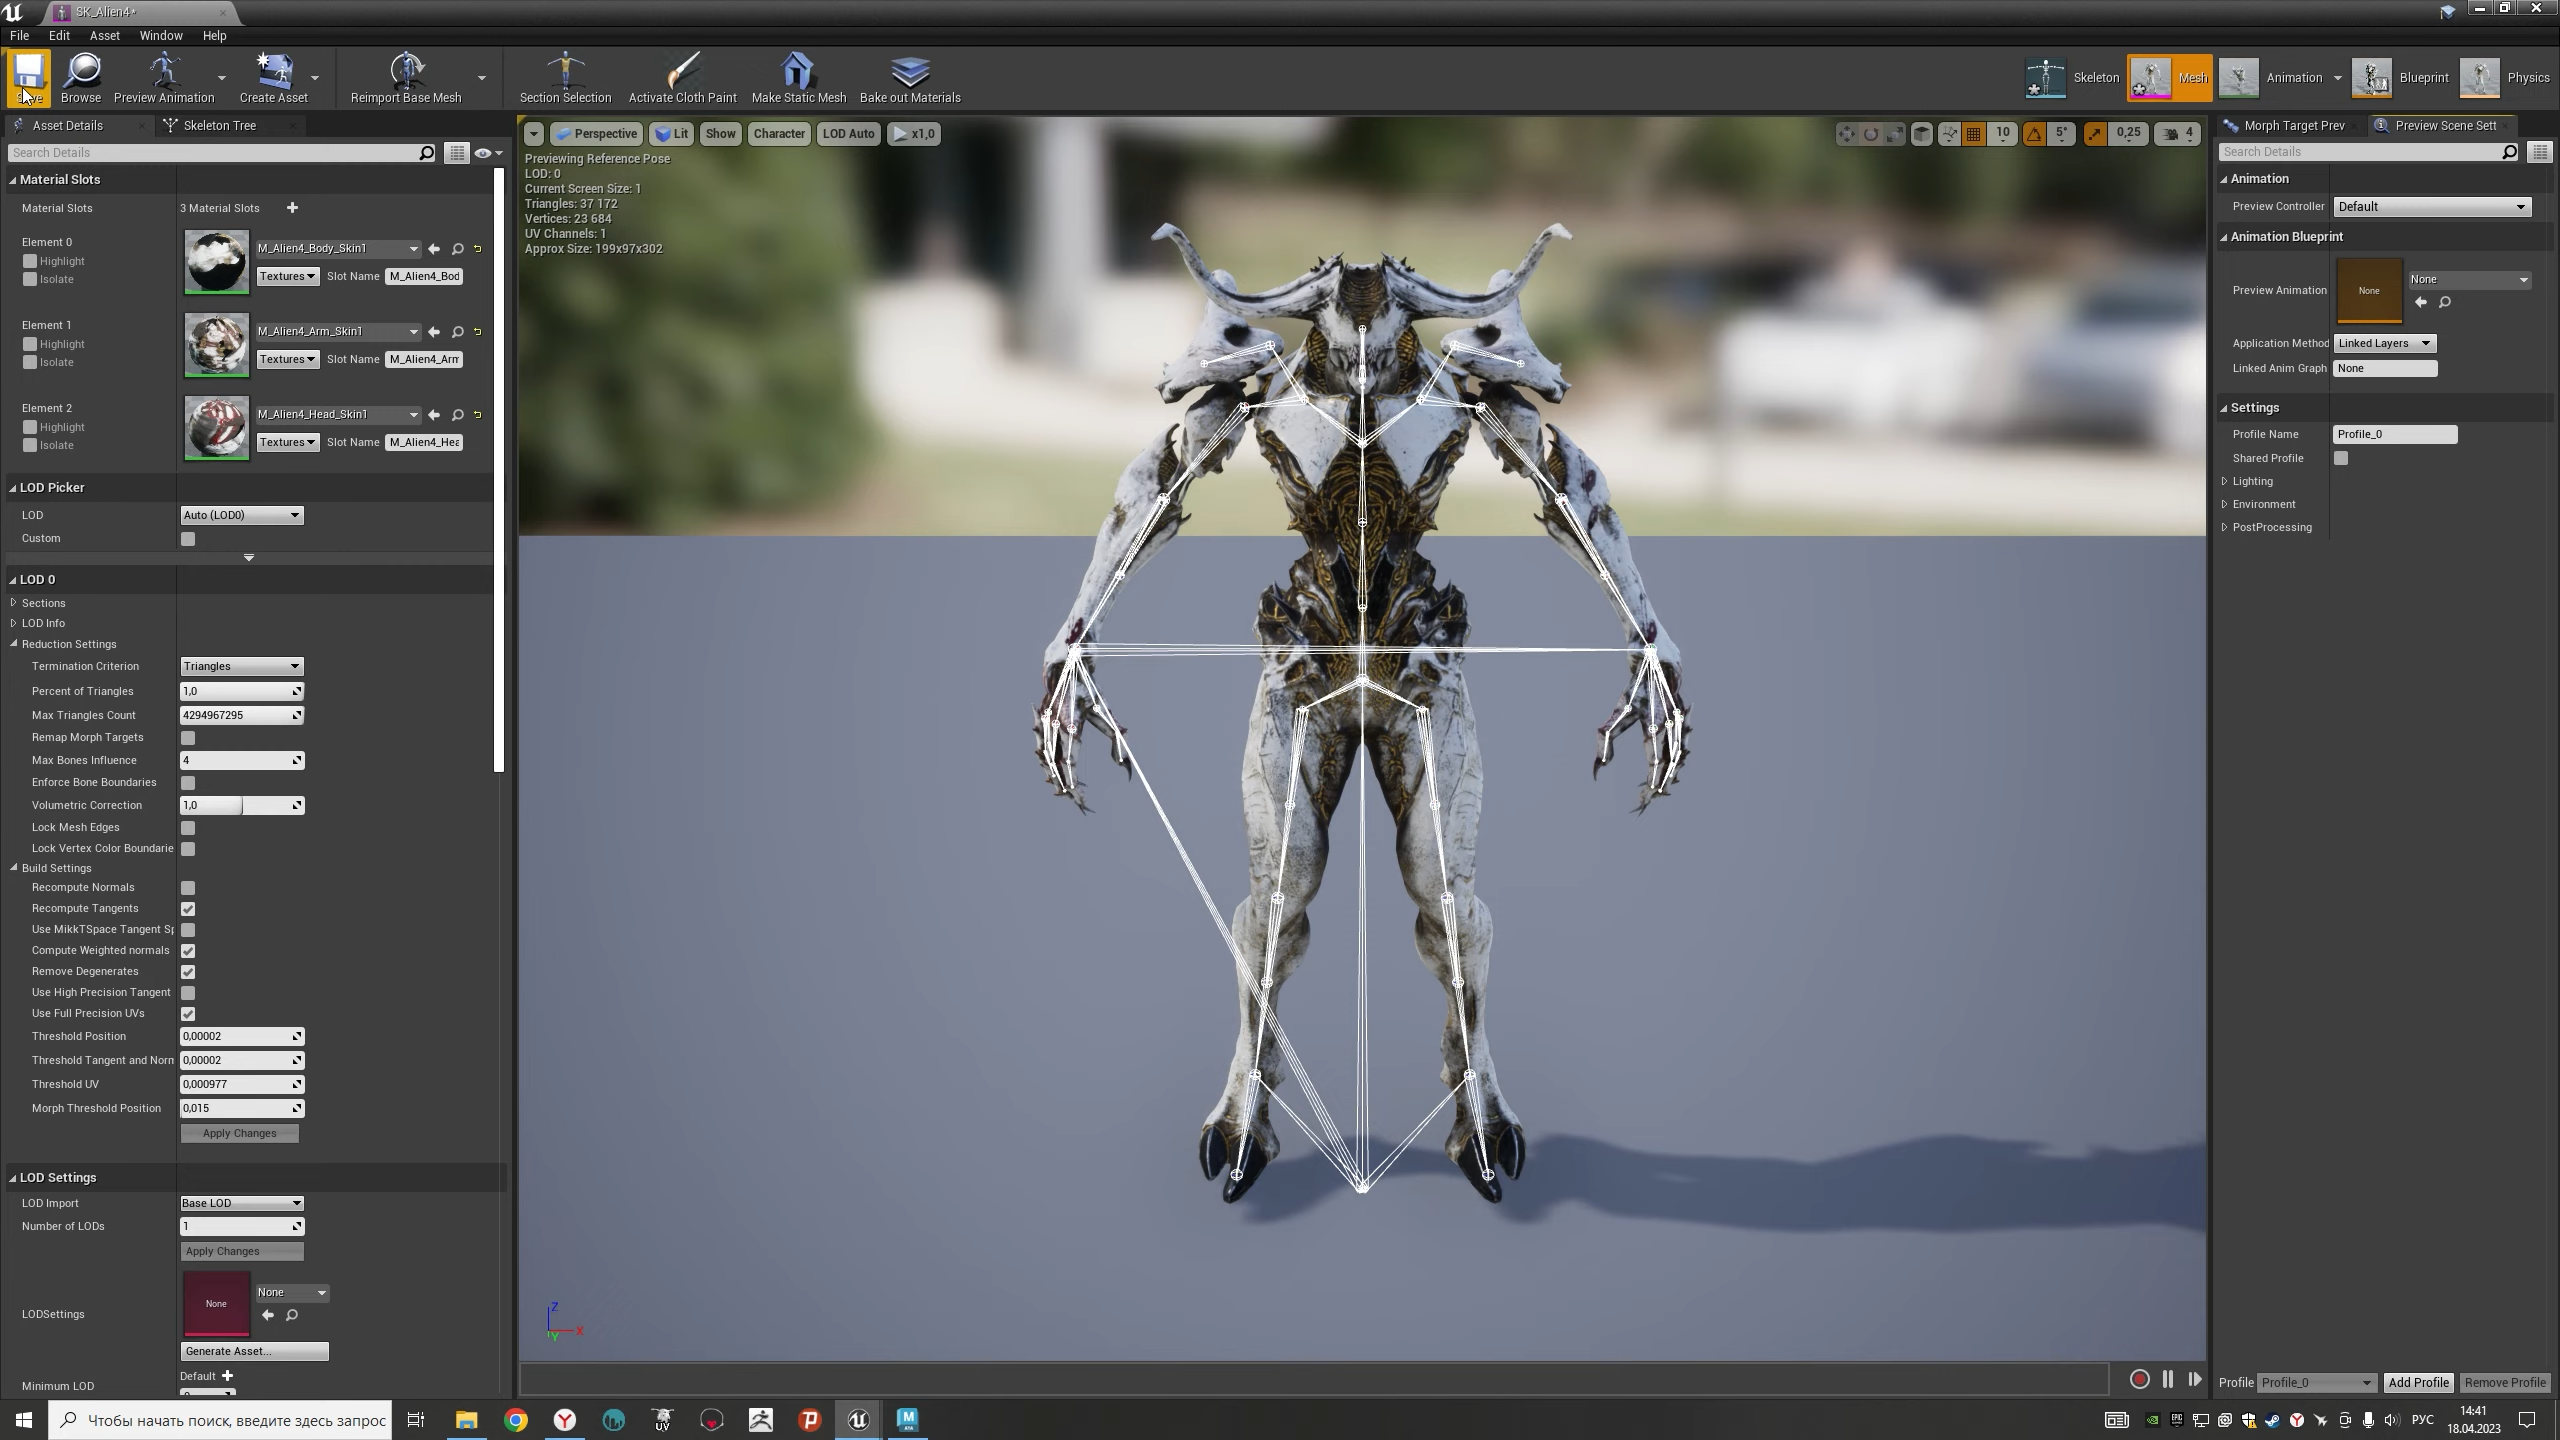 SK_Alien4*
File Edit Asset Window Help
Browse
Preview Animation
Create Asset
Reimport Base Mesh
Section Selection
Activate Cloth Paint
Make Static Mesh
Bake out Materials
Skeleton
Mesh
Animation
Blueprint
Physics
Asset Details
Skeleton Tree
Search Details
Material Slots
Material Slots 3 Material Slots
Element 0
Highlight
Isolate
M_Alien4_Body_Skin1
Textures Slot Name M_Alien4_Bod
Element 1
Highlight
Isolate
M_Alien4_Arm_Skin1
Textures Slot Name M_Alien4_Arm
Element 2
Highlight
Isolate
M_Alien4_Head_Skin1
Textures Slot Name M_Alien4_Hea
LOD Picker
LOD Auto (LOD0)
Custom
LOD 0
Sections
LOD Info
Reduction Settings
Termination Criterion Triangles
Percent of Triangles 1,0
Max Triangles Count 4294967295
Remap Morph Targets
Max Bones Influence 4
Enforce Bone Boundaries
Volumetric Correction 1,0
Lock Mesh Edges
Lock Vertex Color Boundarie
Build Settings
Recompute Normals
Recompute Tangents
Use MikkTSpace Tangent Sp
Compute Weighted normals
Remove Degenerates
Use High Precision Tangent
Use Full Precision UVs
Threshold Position 0,00002
Threshold Tangent and Norm 0,00002
Threshold UV 0,000977
Morph Threshold Position 0,015
Apply Changes
LOD Settings
LOD Import Base LOD
Number of LODs 1
Apply Changes
LODSettings None None
Generate Asset...
Default
Minimum LOD
Perspective Lit Show Character LOD Auto x1,0
10 5° 0,25 4
Previewing Reference Pose
LOD: 0
Current Screen Size: 1
Triangles: 37 172
Vertices: 23 684
UV Channels: 1
Approx Size: 199x97x302
Z
X
Y
Morph Target Prev
Preview Scene Sett
Search Details
Animation
Preview Controller Default
Animation Blueprint
Preview Animation None None
Application Method Linked Layers
Linked Anim Graph None
Settings
Profile Name Profile_0
Shared Profile
Lighting
Environment
PostProcessing
Profile Profile_0 Add Profile Remove Profile
Чтобы начать поиск, введите здесь запрос
UV
РУС
14:41
18.04.2023